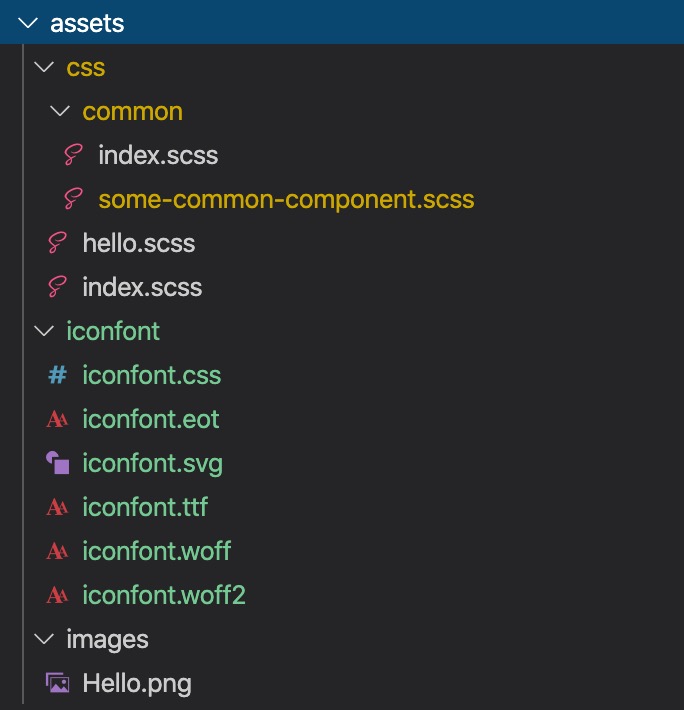 assets
css
common
index.scss
some-common-component.scss
hello.scss
index.scss
iconfont
# iconfont.css
iconfont.eot
iconfont.svg
iconfont.ttf
iconfont.woff
iconfont.woff2
images
Hello.png